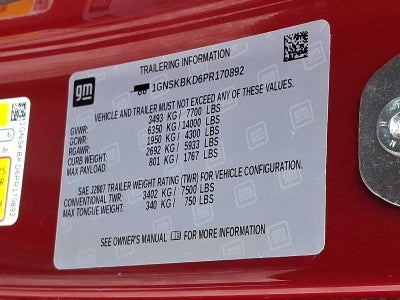 gm
TRAILERING INFORMATION
1GNSKBKD6PR170892
VEHICLE AND TRAILER MUST NOT EXCEED ANY OF THESE VALUES.
GVWR: 3493 KG / 7700 LBS
GCWR: 6350 KG / 14000 LBS
RGAWR: 1950 KG / 4300 LBS
CURB WEIGHT: 2692 KG / 5933 LBS
MAX PAYLOAD: 801 KG / 1767 LBS
SAE J2807 TRAILER WEIGHT RATING (TWR) FOR VEHICLE CONFIGURATION.
CONVENTIONAL TWR: 3402 KG / 7500 LBS
MAX TONGUE WEIGHT: 340 KG / 750 LBS
SEE OWNER'S MANUAL FOR MORE INFORMATION
1GNSKBKD6PR170892